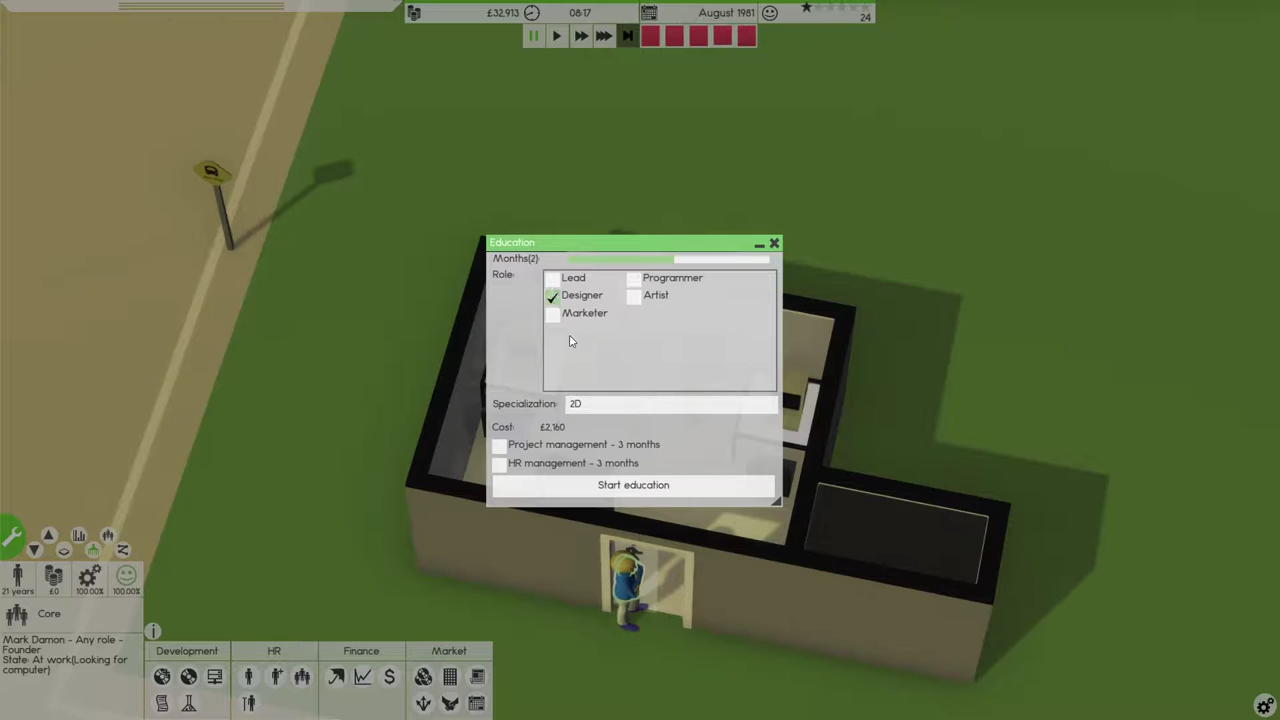 £32,913
08:17
August 1981
24
Education
Months(2):
Role:
Lead
Programmer
Designer
Artist
Marketer
Specialization:
2D
Cost:
£2,160
Project management - 3 months
HR management - 3 months
Start education
21 years
£0
100.00%
100.00%
Core
Mark Damon - Any role -
Founder
State: At work(Looking for
computer)
Development
HR
Finance
Market